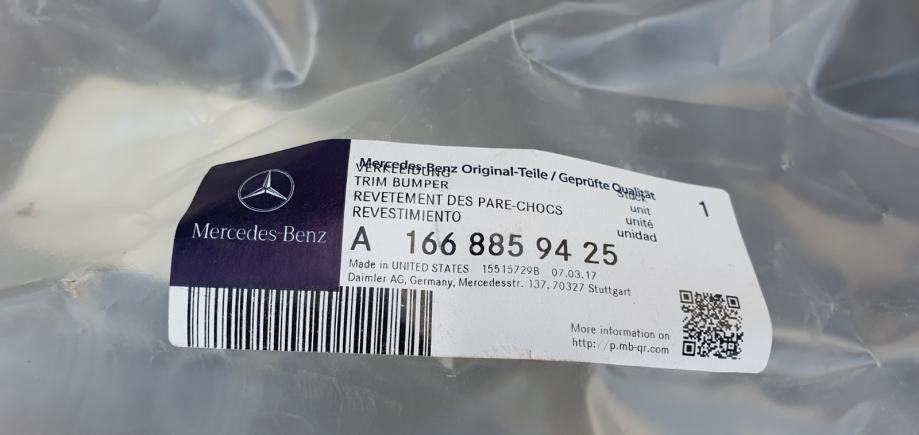 Mercedes-Benz
Mercedes-Benz Original-Teile / Geprüfte Qualität
VERKLEIDUNG
TRIM BUMPER
REVETEMENT DES PARE-CHOCS
REVESTIMIENTO
Stück
unit
unité
unidad
1
A 166 885 94 25
Made in UNITED STATES 15515729B 07.03.17
Daimler AG, Germany, Mercedesstr. 137, 70327 Stuttgart
More information on
http://p.mb-qr.com